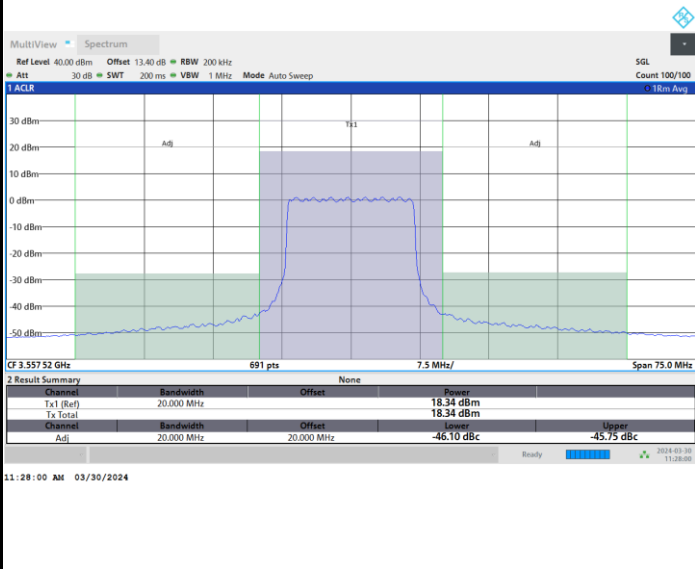 MultiView Spectrum
Ref Level 40.00 dBm Offset 13.40 dB RBW 200 kHz SGL
Att 30 dB SWT 200 ms VBW 1 MHz Mode Auto Sweep Count 100/100
1 ACLR 1Rm Avg
30 dBm
Tx1
20 dBm Adj Adj
10 dBm
0 dBm
-10 dBm
-20 dBm
-30 dBm
-40 dBm
-50 dBm
CF 3.557 52 GHz 691 pts 7.5 MHz/ Span 75.0 MHz
2 Result Summary None
Channel Bandwidth Offset Power
Tx1 (Ref) 20.000 MHz 18.34 dBm
Tx Total 18.34 dBm
Channel Bandwidth Offset Lower Upper
Adj 20.000 MHz 20.000 MHz -46.10 dBc -45.75 dBc
Ready 2024-03-30
11:28:00
11:28:00 AM 03/30/2024